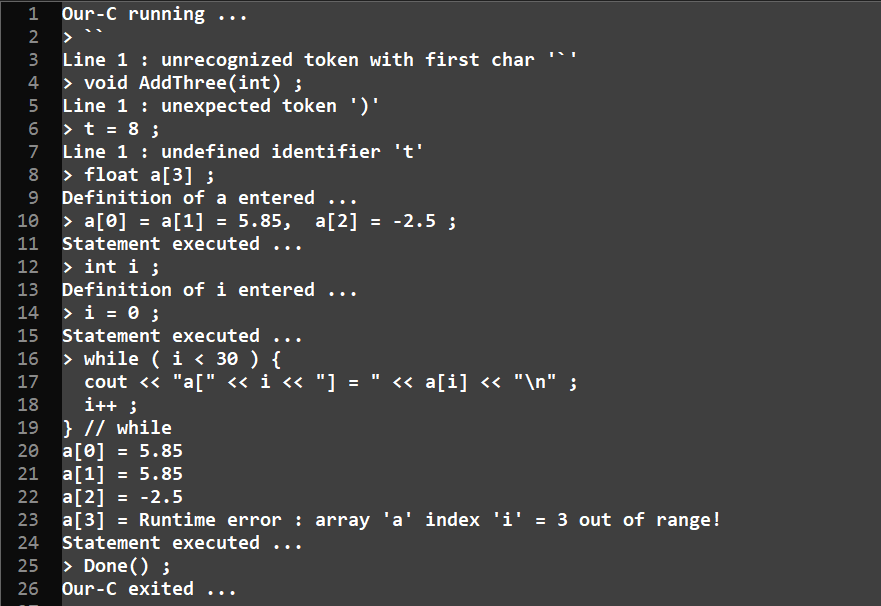 1 Our-C running ...
2 > ``
3 Line 1 : unrecognized token with first char '`'
4 > void AddThree(int) ;
5 Line 1 : unexpected token ')'
6 > t = 8 ;
7 Line 1 : undefined identifier 't'
8 > float a[3] ;
9 Definition of a entered ...
10 > a[0] = a[1] = 5.85,  a[2] = -2.5 ;
11 Statement executed ...
12 > int i ;
13 Definition of i entered ...
14 > i = 0 ;
15 Statement executed ...
16 > while ( i < 30 ) {
17   cout << "a[" << i << "] = " << a[i] << "\n" ;
18   i++ ;
19 } // while
20 a[0] = 5.85
21 a[1] = 5.85
22 a[2] = -2.5
23 a[3] = Runtime error : array 'a' index 'i' = 3 out of range!
24 Statement executed ...
25 > Done() ;
26 Our-C exited ...